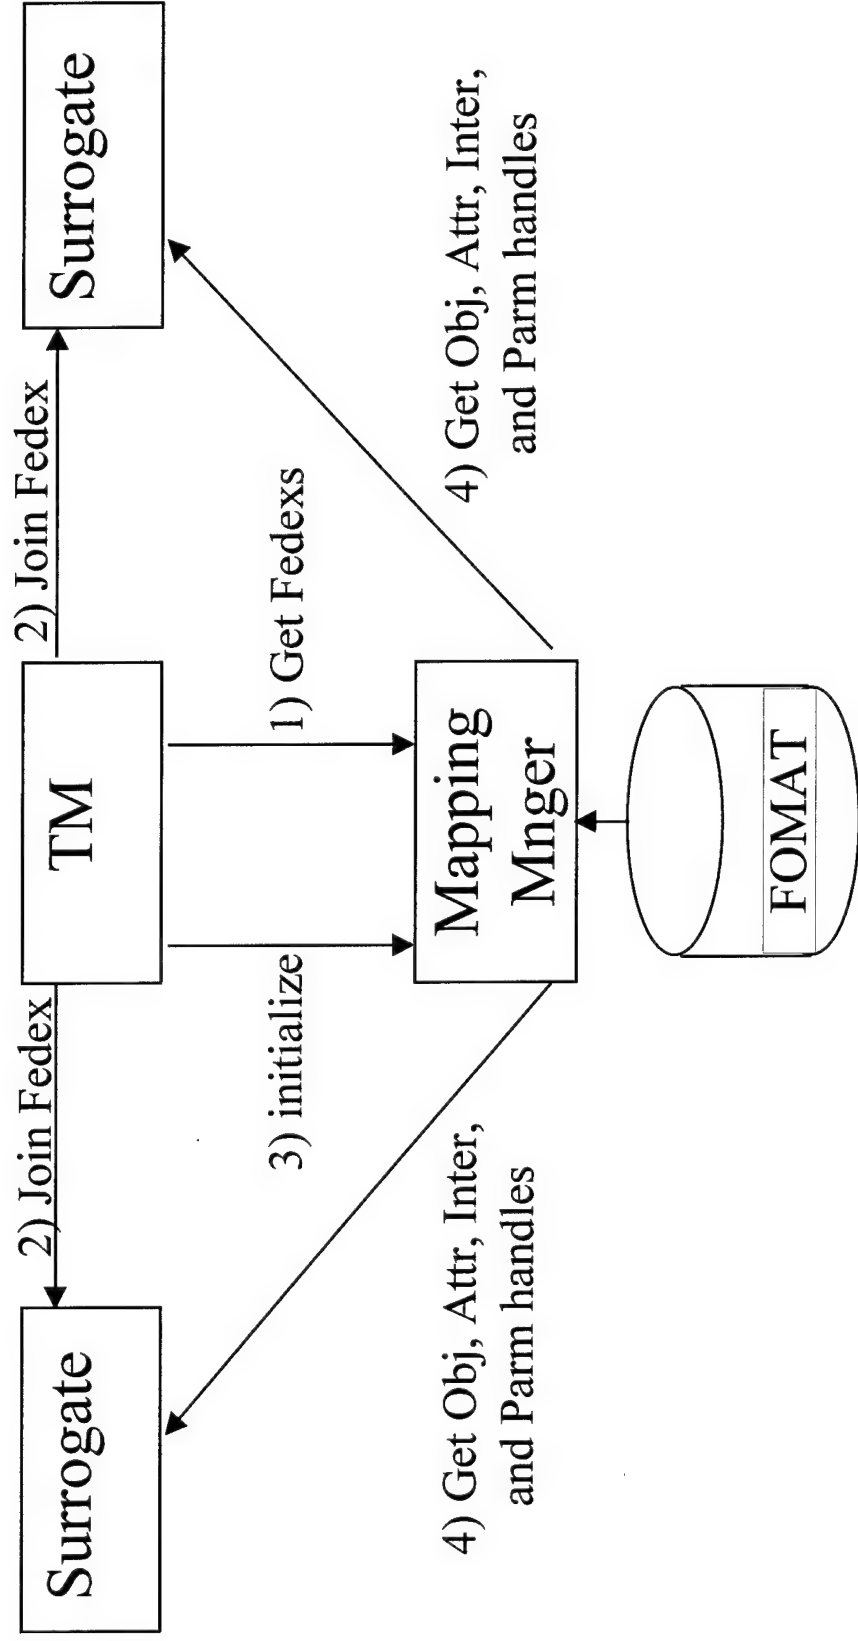 Surrogate
2) Join Fedex
TM
2) Join Fedex
Surrogate
3) initialize
1) Get Fedexs
4) Get Obj, Attr, Inter,
and Parm handles
Mapping
Mnger
4) Get Obj, Attr, Inter,
and Parm handles
FOMAT